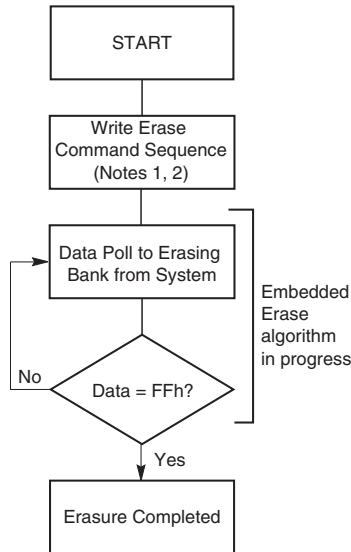 START
Write Erase
Command Sequence
(Notes 1, 2)
Data Poll to Erasing
Bank from System
Embedded
Erase
algorithm
in progress
No
Data = FFh?
Yes
Erasure Completed